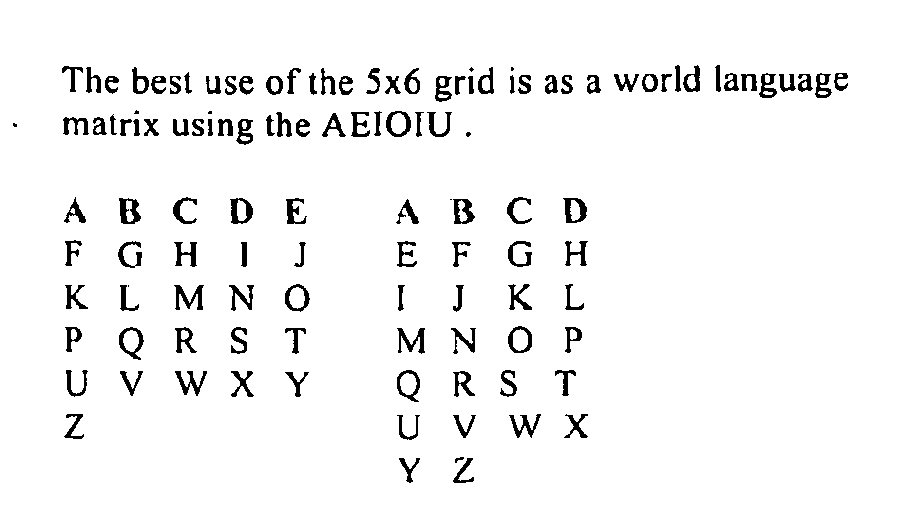 The best use of the 5x6 grid is as a world language
matrix using the AEIOIU .
A B C D E A B C D
F G H I J E F G H
K L M N O I J K L
P Q R S T M N O P
U V W X Y Q R S T
Z U V W X
Y Z